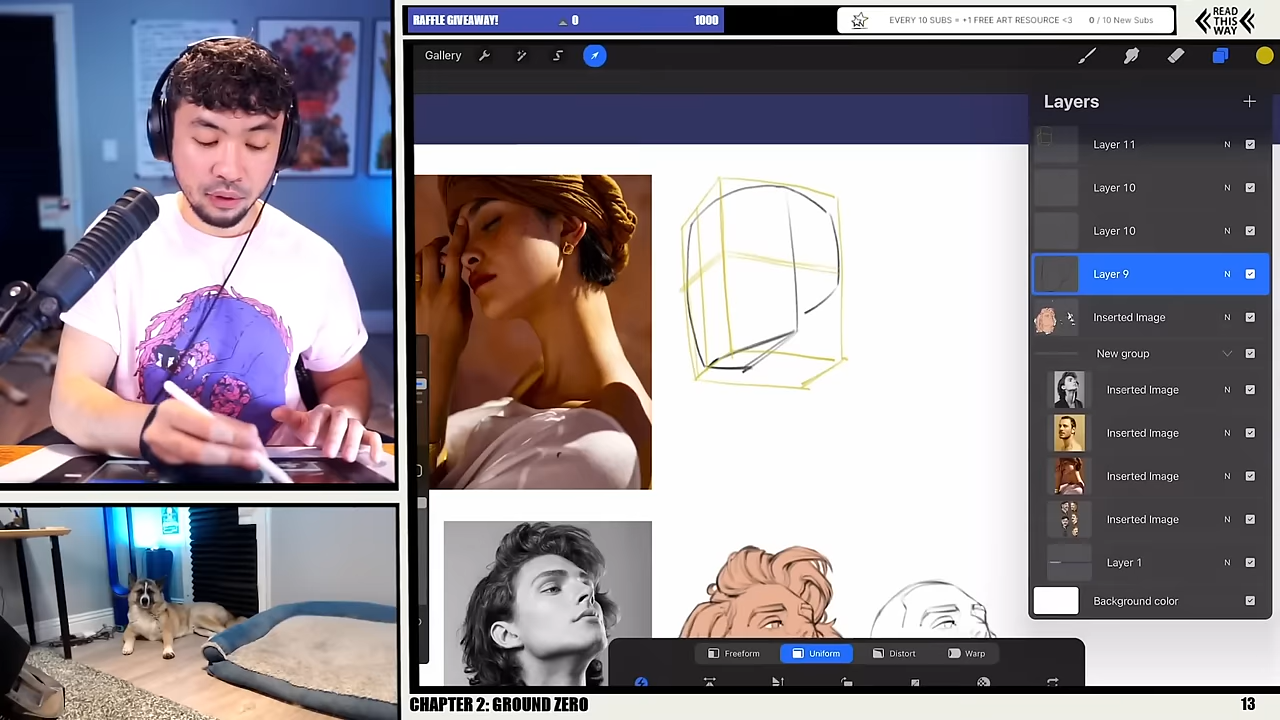 RAFFLE GIVEAWAY! 0 1000
EVERY 10 SUBS = +1 FREE ART RESOURCE <3 0 / 10 New Subs
READ
THIS
WAY
Gallery
Layers
Layer 11 N
Layer 10 N
Layer 10 N
Layer 9 N
Inserted Image N
New group
Inserted Image N
Inserted Image N
Inserted Image N
Inserted Image N
Layer 1 N
Background color
Freeform Uniform Distort Warp
CHAPTER 2: GROUND ZERO 13